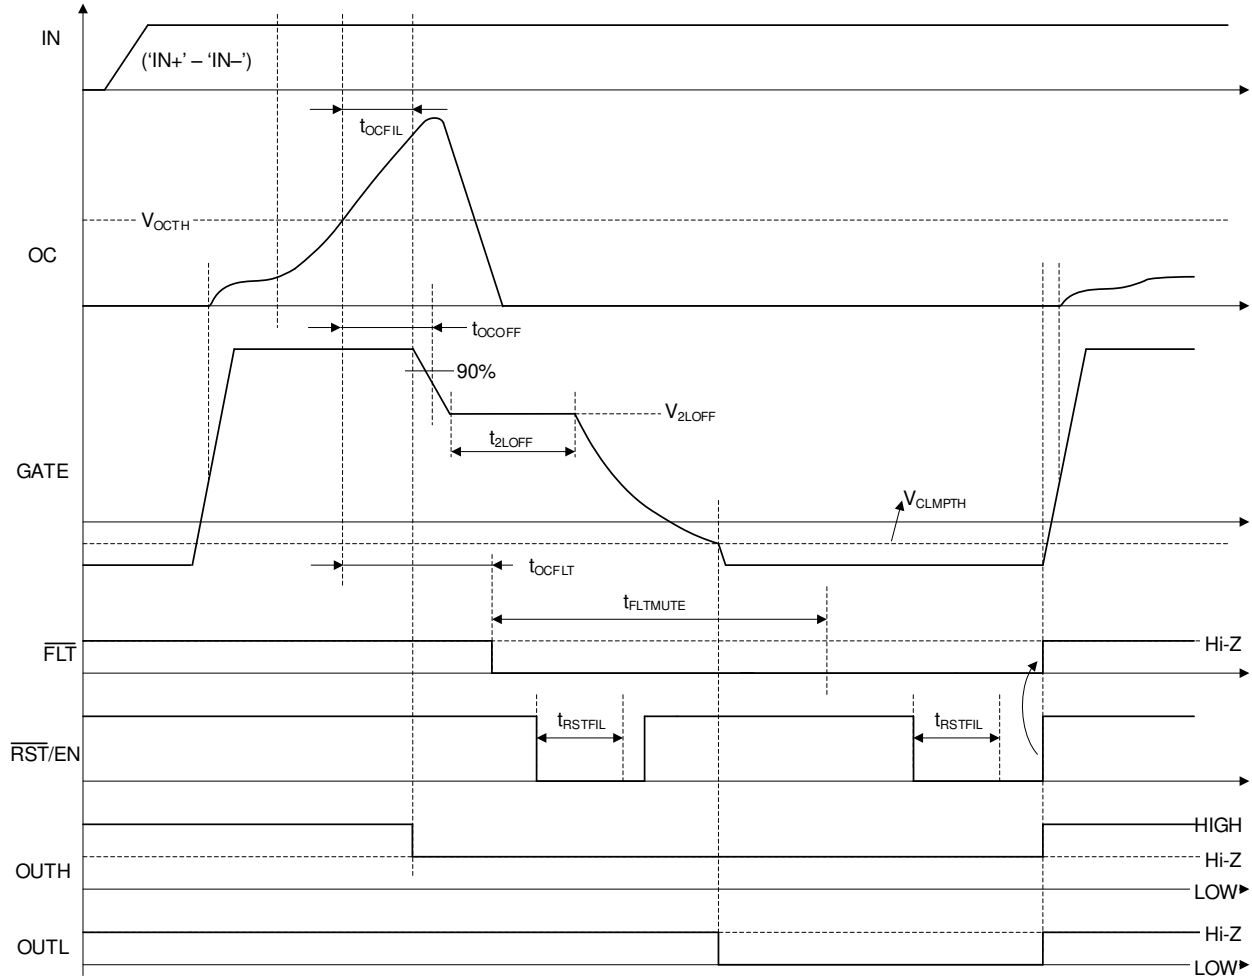 IN
('IN+' – 'IN–')
tOCFIL
VOCTH
OC
tOCOFF
90%
V2LOFF
t2LOFF
GATE
VCLMPTH
tOCFLT
tFLTMUTE
FLT
Hi-Z
tRSTFIL
tRSTFIL
RST/EN
HIGH
Hi-Z
OUTH
LOW
Hi-Z
OUTL
LOW